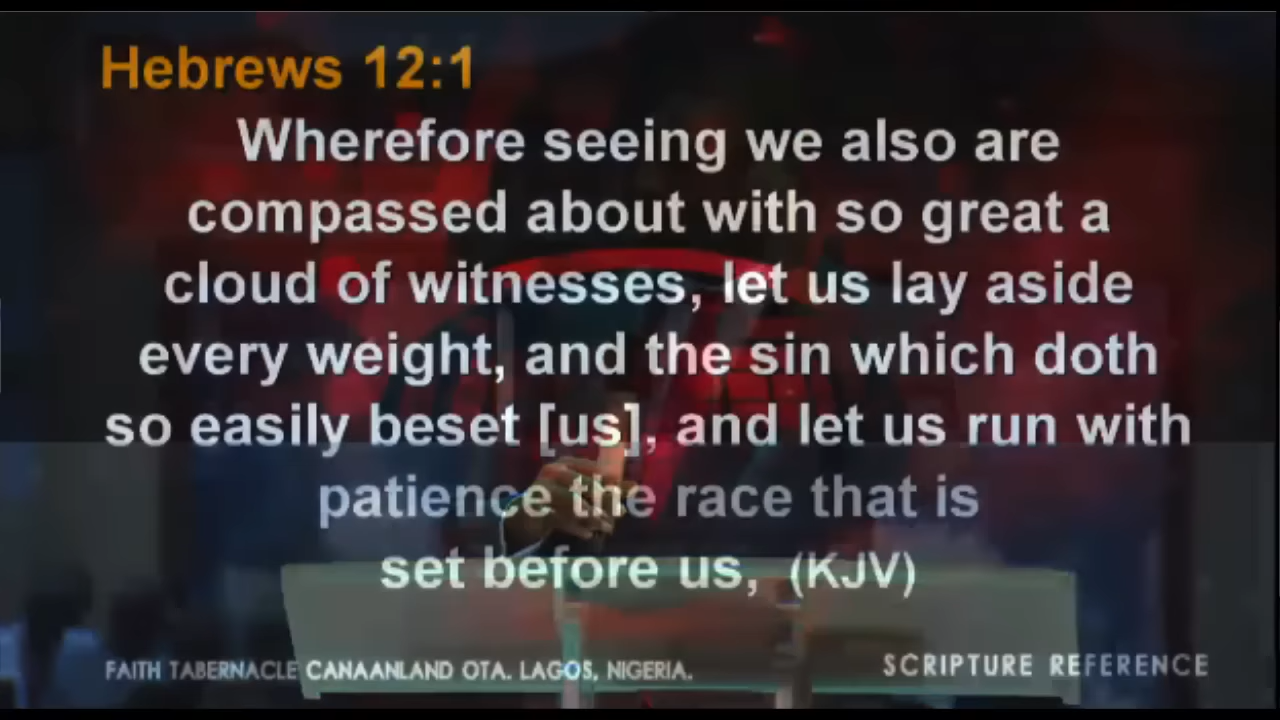 Hebrews 12:1
Wherefore seeing we also are
compassed about with so great a
cloud of witnesses, let us lay aside
every weight, and the sin which doth
so easily beset [us], and let us run with
patience the race that is
set before us, (KJV)
FAITH TABERNACLE CANAANLAND OTA. LAGOS, NIGERIA.
SCRIPTURE REFERENCE